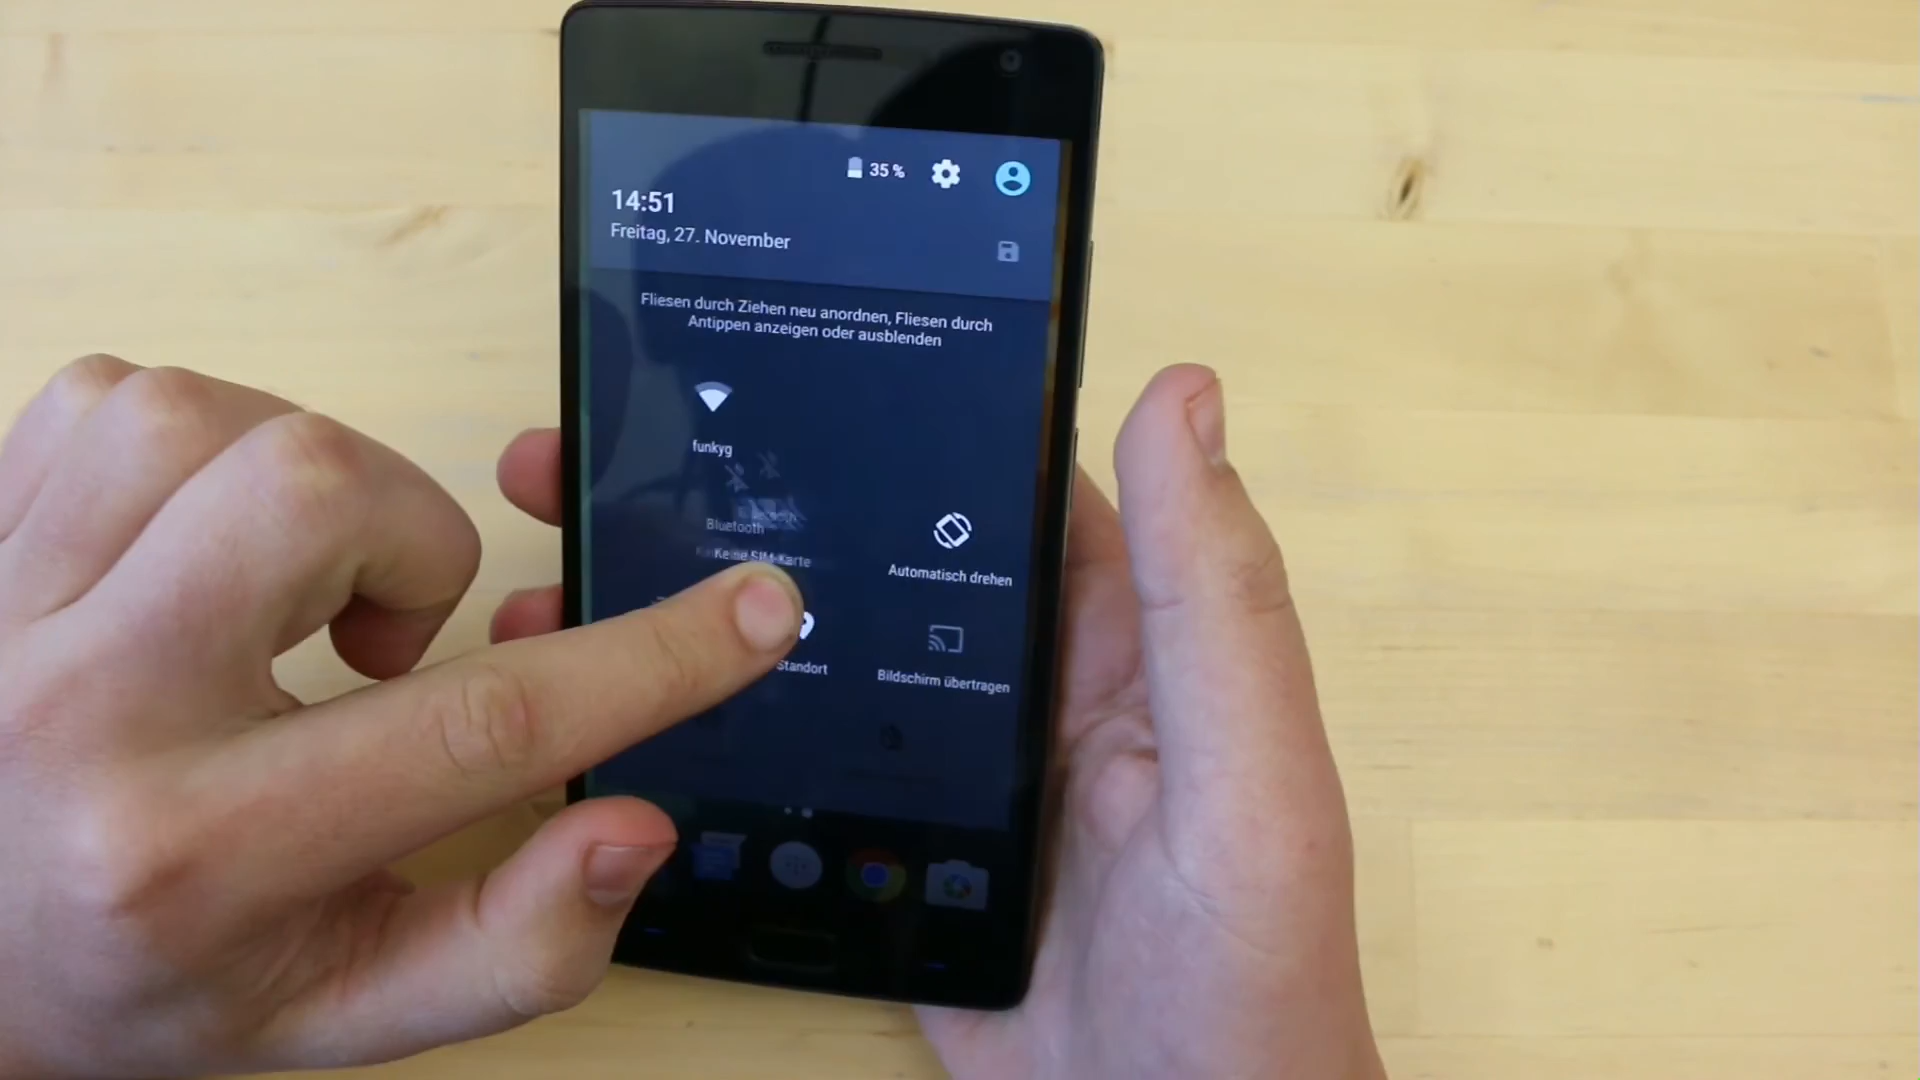 35 %
14:51
Freitag, 27. November
Fliesen durch Ziehen neu anordnen, Fliesen durch
Antippen anzeigen oder ausblenden
funkyg
Bluetooth
Keine SIM-Karte
Automatisch drehen
Standort
Bildschirm übertragen